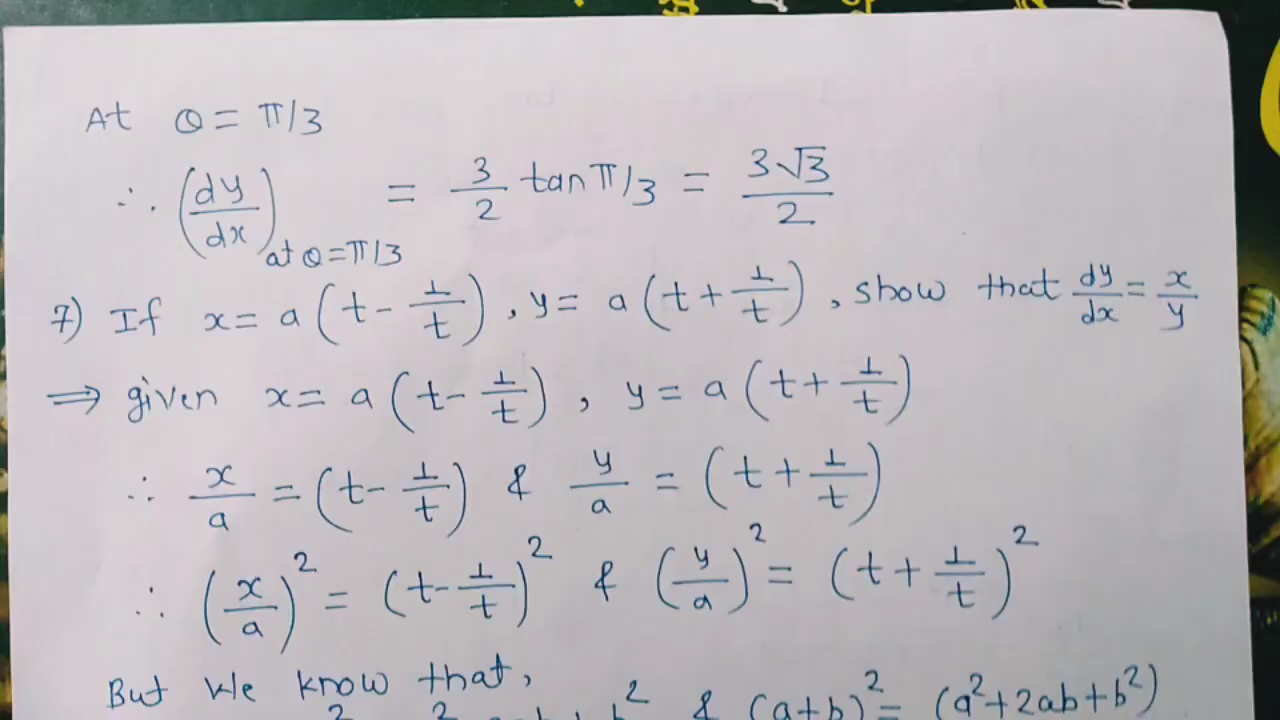 At θ = π/3
∴ (dy/dx) at θ=π/3 = 3/2 tan π/3 = 3√3/2
7) If x = a(t - 1/t), y = a(t + 1/t), show that dy/dx = x/y
⇒ given x = a(t - 1/t), y = a(t + 1/t)
∴ x/a = (t - 1/t) & y/a = (t + 1/t)
∴ (x/a)² = (t - 1/t)² & (y/a)² = (t + 1/t)²
But We know that,
& (a+b)² = (a²+2ab+b²)